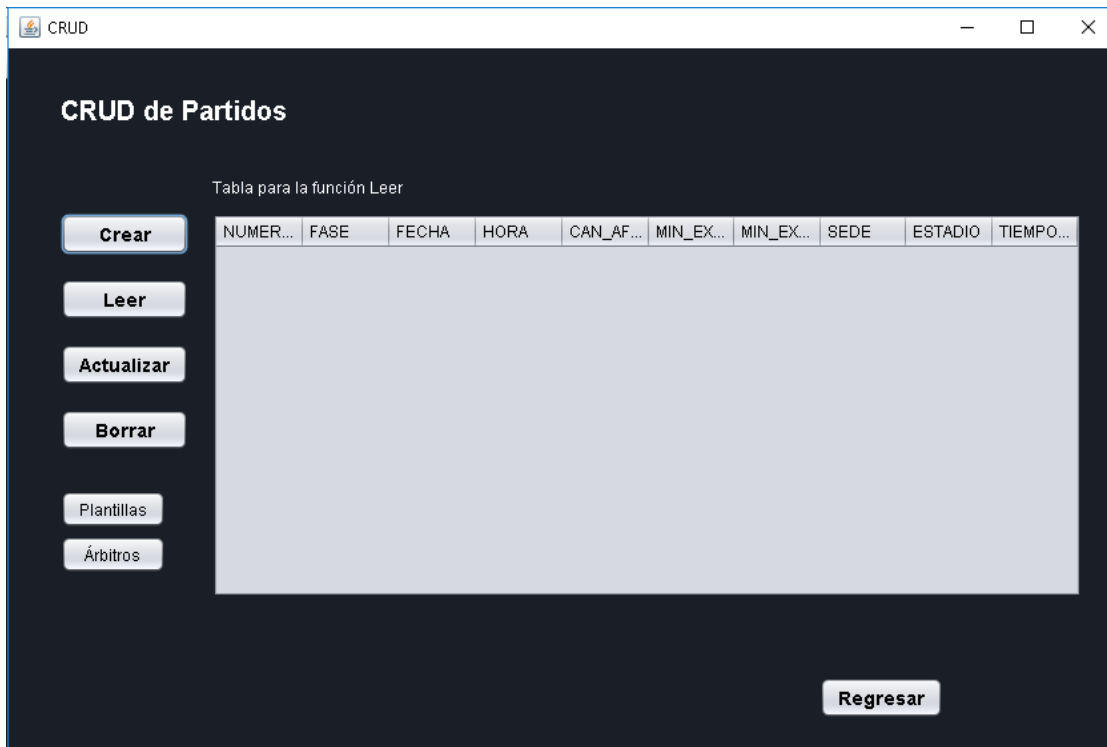 CRUD
CRUD de Partidos
Tabla para la función Leer
Crear
NUMER... FASE FECHA HORA CAN_AF... MIN_EX... MIN_EX... SEDE ESTADIO TIEMPO...
Leer
Actualizar
Borrar
Plantillas
Árbitros
Regresar